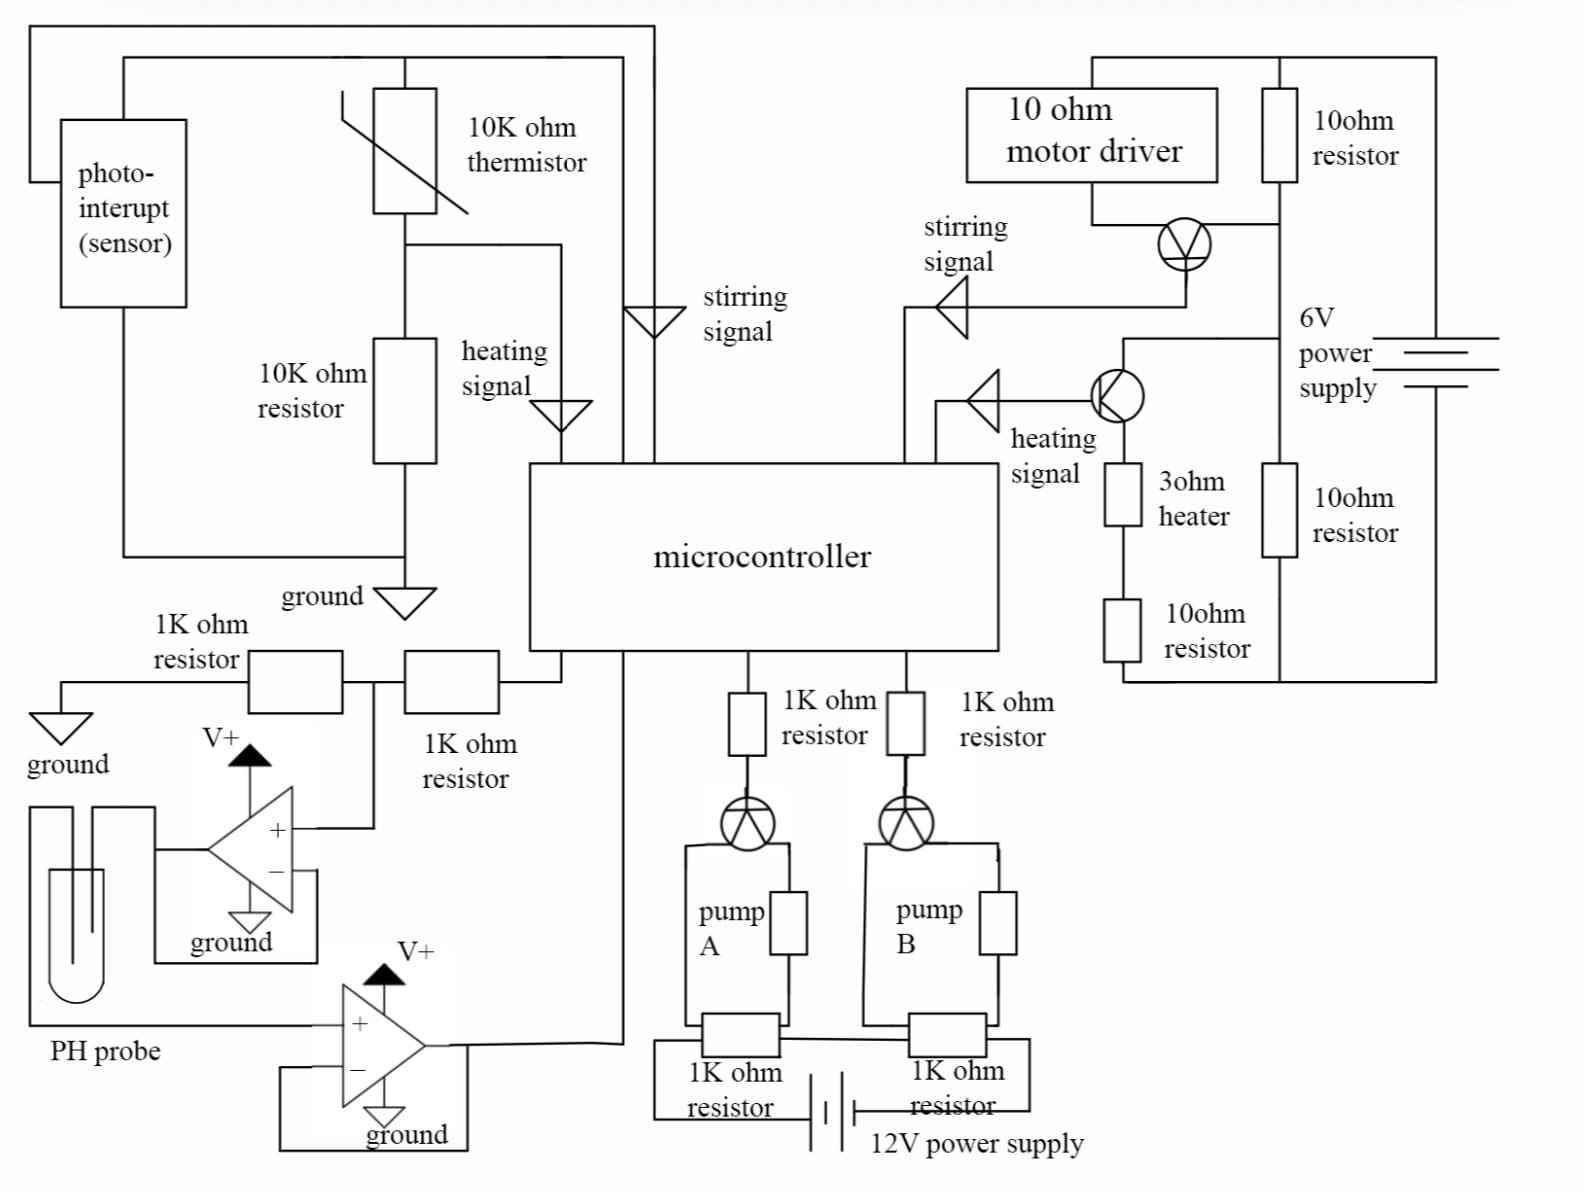 photo-
interupt
(sensor)
10K ohm
thermistor
10K ohm
resistor
heating
signal
stirring
signal
ground
microcontroller
10 ohm
motor driver
10ohm
resistor
stirring
signal
heating
signal
6V
power
supply
3ohm
heater
10ohm
resistor
10ohm
resistor
1K ohm
resistor
1K ohm
resistor
ground
V+
+
−
ground
PH probe
V+
+
−
ground
1K ohm
resistor
1K ohm
resistor
pump
A
pump
B
1K ohm
resistor
1K ohm
resistor
12V power supply